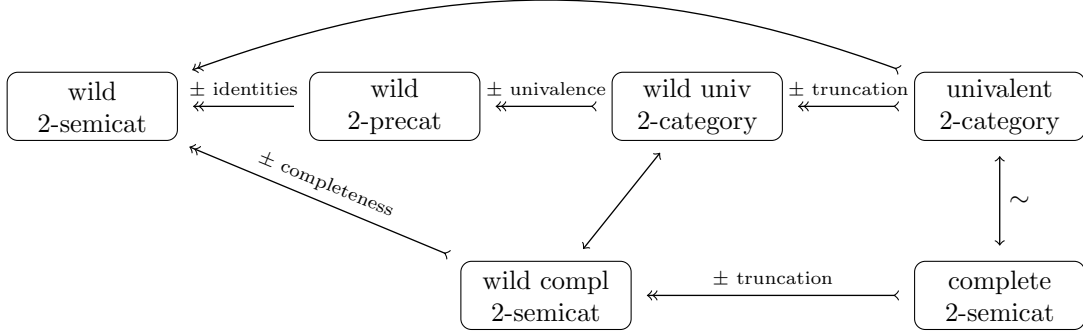 wild
2-semicat
± identities
wild
2-precat
± univalence
wild univ
2-category
± truncation
univalent
2-category
± completeness
∼
wild compl
2-semicat
± truncation
complete
2-semicat